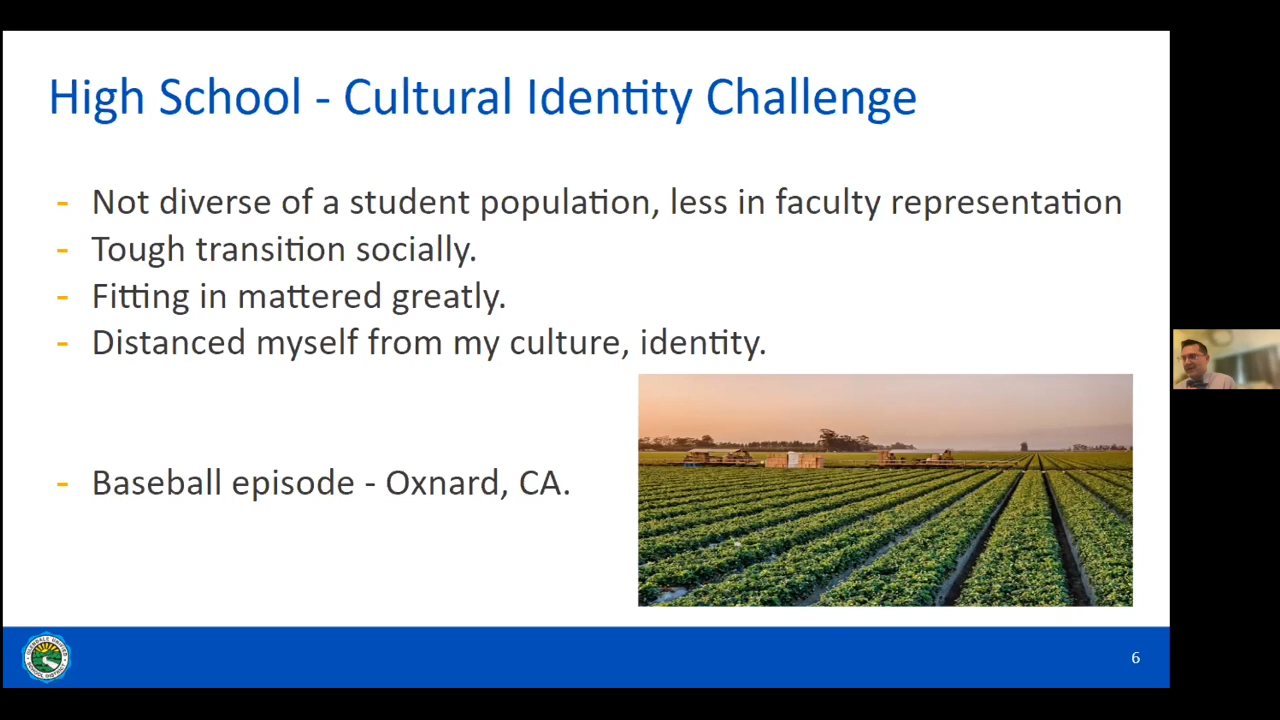 High School - Cultural Identity Challenge
- Not diverse of a student population, less in faculty representation
- Tough transition socially.
- Fitting in mattered greatly.
- Distanced myself from my culture, identity.
- Baseball episode - Oxnard, CA.
6